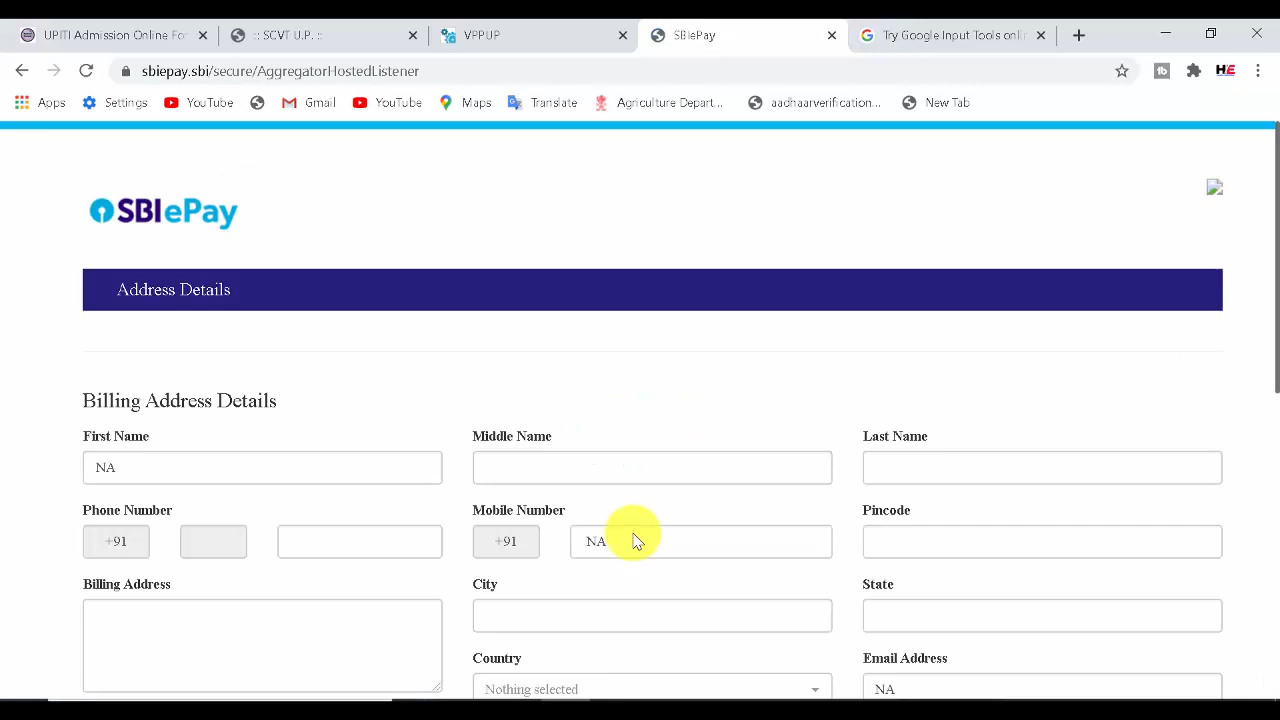 UPITI Admission Online For
:: SCVT U.P. ::
VPPUP
SBIePay
Try Google Input Tools onli
sbiepay.sbi/secure/AggregatorHostedListener
Apps
Settings
YouTube
Gmail
YouTube
Maps
Translate
Agriculture Depart...
aadhaarverification...
New Tab
SBI ePay
Address Details
Billing Address Details
First Name
Middle Name
Last Name
NA
Phone Number
Mobile Number
Pincode
+91
+91
NA
Billing Address
City
State
Country
Email Address
Nothing selected
NA